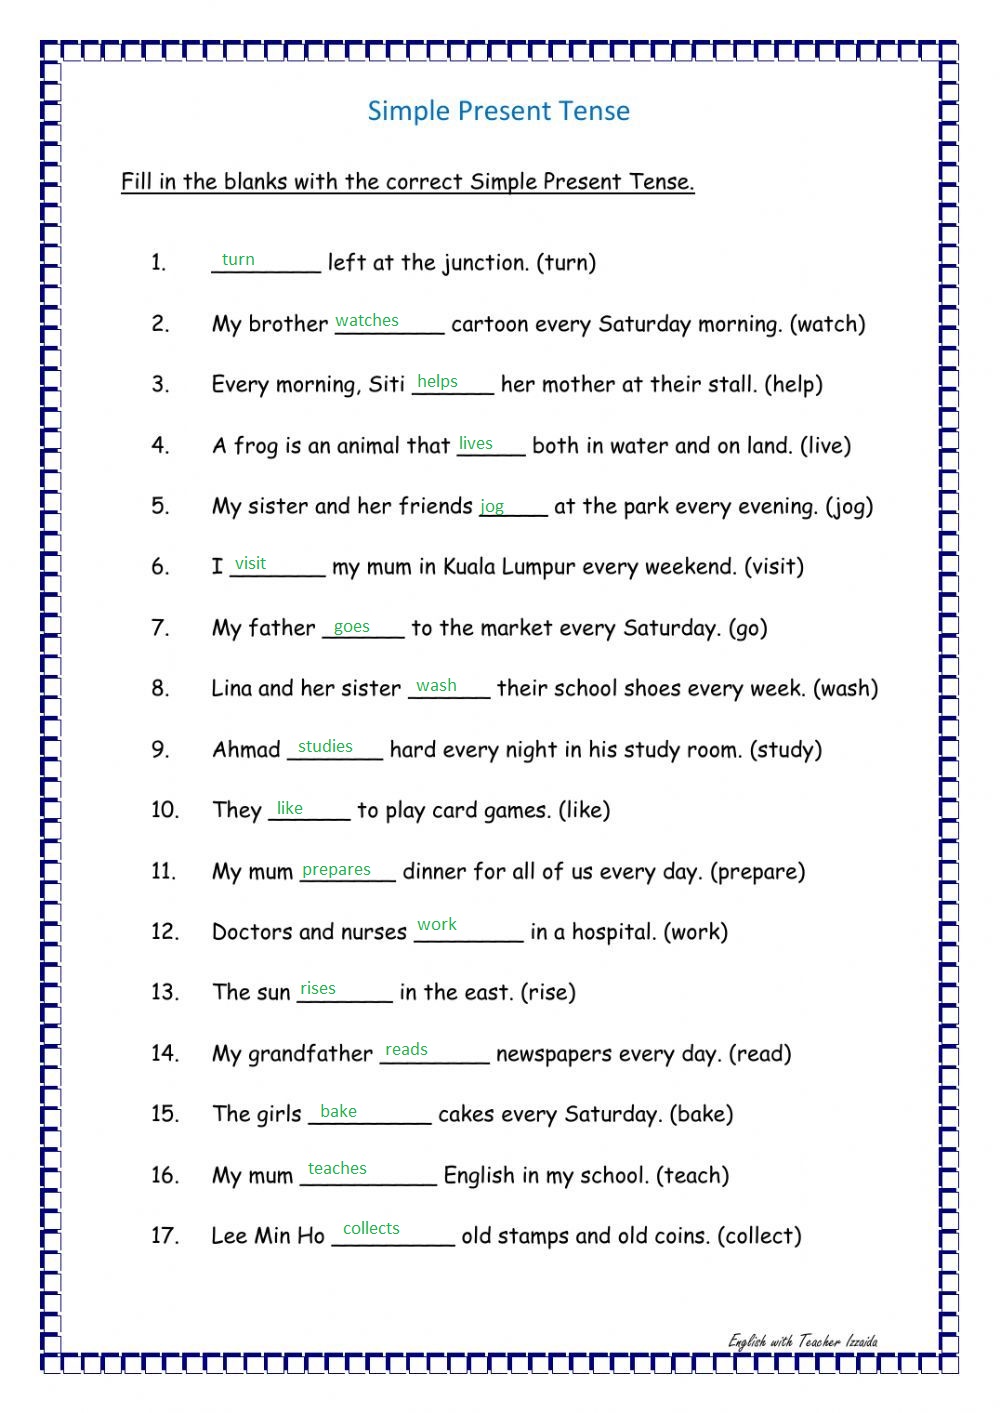 Simple Present Tense
Fill in the blanks with the correct Simple Present Tense.
1. turn left at the junction. (turn)
2. My brother watches cartoon every Saturday morning. (watch)
3. Every morning, Siti helps her mother at their stall. (help)
4. A frog is an animal that lives both in water and on land. (live)
5. My sister and her friends jog at the park every evening. (jog)
6. I visit my mum in Kuala Lumpur every weekend. (visit)
7. My father goes to the market every Saturday. (go)
8. Lina and her sister wash their school shoes every week. (wash)
9. Ahmad studies hard every night in his study room. (study)
10. They like to play card games. (like)
11. My mum prepares dinner for all of us every day. (prepare)
12. Doctors and nurses work in a hospital. (work)
13. The sun rises in the east. (rise)
14. My grandfather reads newspapers every day. (read)
15. The girls bake cakes every Saturday. (bake)
16. My mum teaches English in my school. (teach)
17. Lee Min Ho collects old stamps and old coins. (collect)
English with Teacher Izzaida